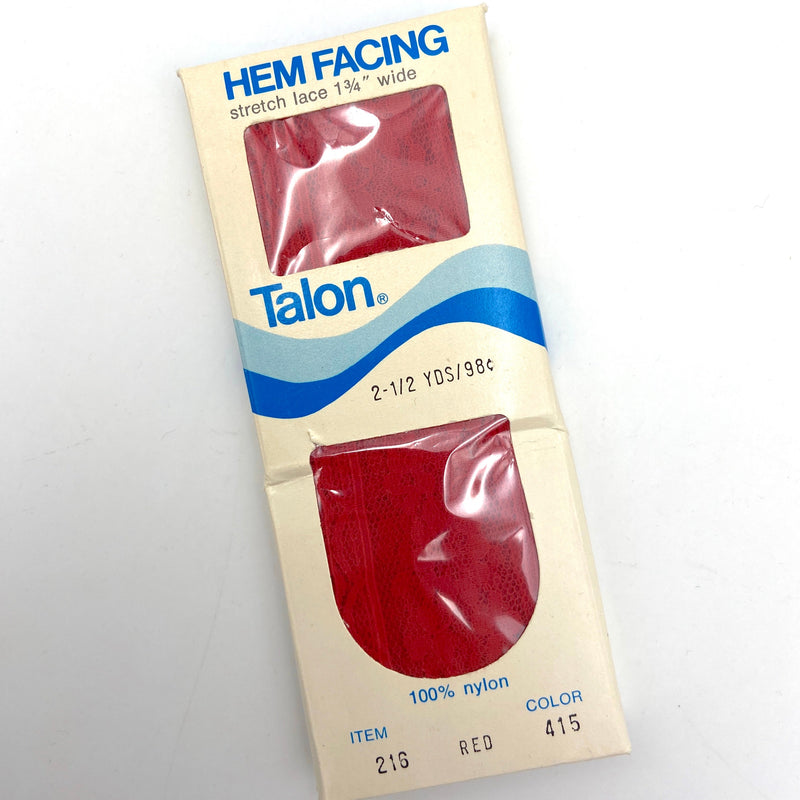 HEM FACING
stretch lace 1¾" wide
Talon®
2-1/2 YDS/98¢
100% nylon
ITEM COLOR
216 RED 415